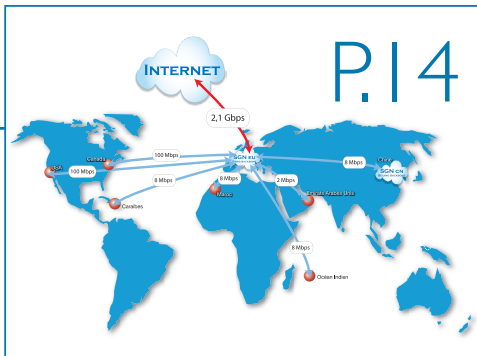 INTERNET
P.14
2,1 Gbps
Canada
100 Mbps
USA
100 Mbps
SGN EU
8 Mbps
Chine
SGN CN
8 Mbps
8 Mbps
2 Mbps
Maroc
Emirats Arabes Unis
Caraïbes
8 Mbps
Océan Indien